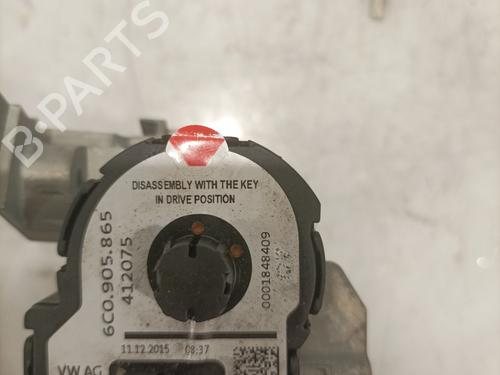 B-PARTS
DISASSEMBLY WITH THE KEY
IN DRIVE POSITION
6C0.905.865
412075
0001848409
11.12.2015 08:37
VW AG